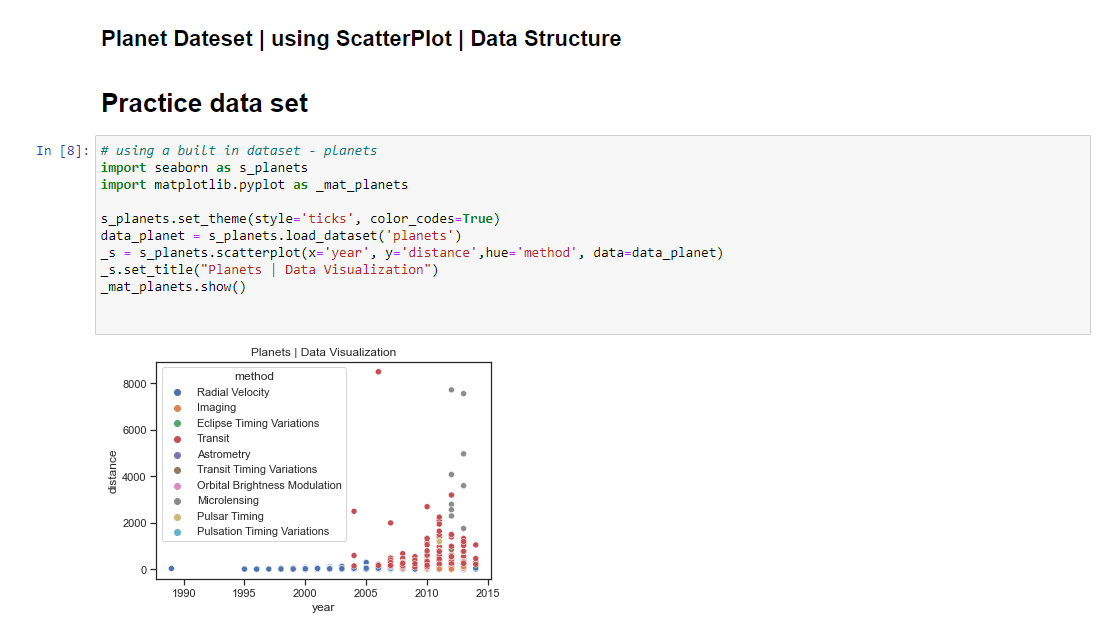 Planet Dateset | using ScatterPlot | Data Structure
Practice data set
In [8]:
# using a built in dataset - planets
import seaborn as s_planets
import matplotlib.pyplot as _mat_planets
s_planets.set_theme(style='ticks', color_codes=True)
data_planet = s_planets.load_dataset('planets')
_s = s_planets.scatterplot(x='year', y='distance',hue='method', data=data_planet)
_s.set_title("Planets | Data Visualization")
_mat_planets.show()
Planets | Data Visualization
method
Radial Velocity
Imaging
Eclipse Timing Variations
Transit
Astrometry
Transit Timing Variations
Orbital Brightness Modulation
Microlensing
Pulsar Timing
Pulsation Timing Variations
8000
6000
4000
2000
0
distance
1990 1995 2000 2005 2010 2015
year